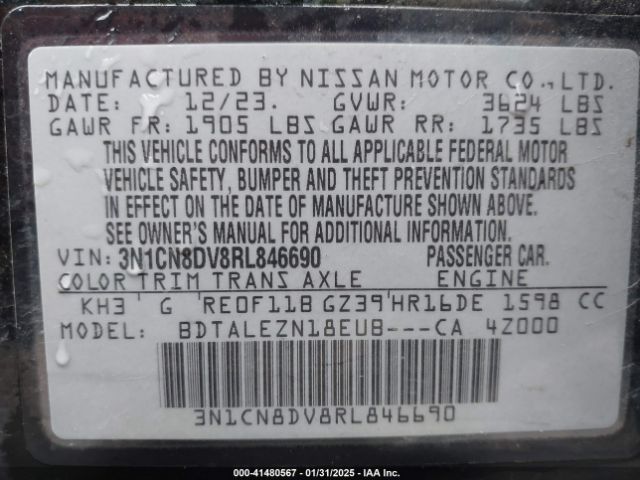 MANUFACTURED BY NISSAN MOTOR CO.,LTD.
DATE: 12/23. GVWR: 3624 LBS
GAWR FR: 1905 LBS GAWR RR: 1735 LBS
THIS VEHICLE CONFORMS TO ALL APPLICABLE FEDERAL MOTOR
VEHICLE SAFETY, BUMPER AND THEFT PREVENTION STANDARDS
IN EFFECT ON THE DATE OF MANUFACTURE SHOWN ABOVE.
SEE OWNER'S MANUAL FOR ADDITIONAL INFORMATION.
VIN: 3N1CN8DV8RL846690 PASSENGER CAR.
COLOR TRIM TRANS AXLE ENGINE
KH3 G RE0F11B GZ39 HR16DE 1598 CC
MODEL: BDTALEZN18EUB---CA 4Z000
3N1CN8DV8RL846690
000-41480567 - 01/31/2025 - IAA Inc.